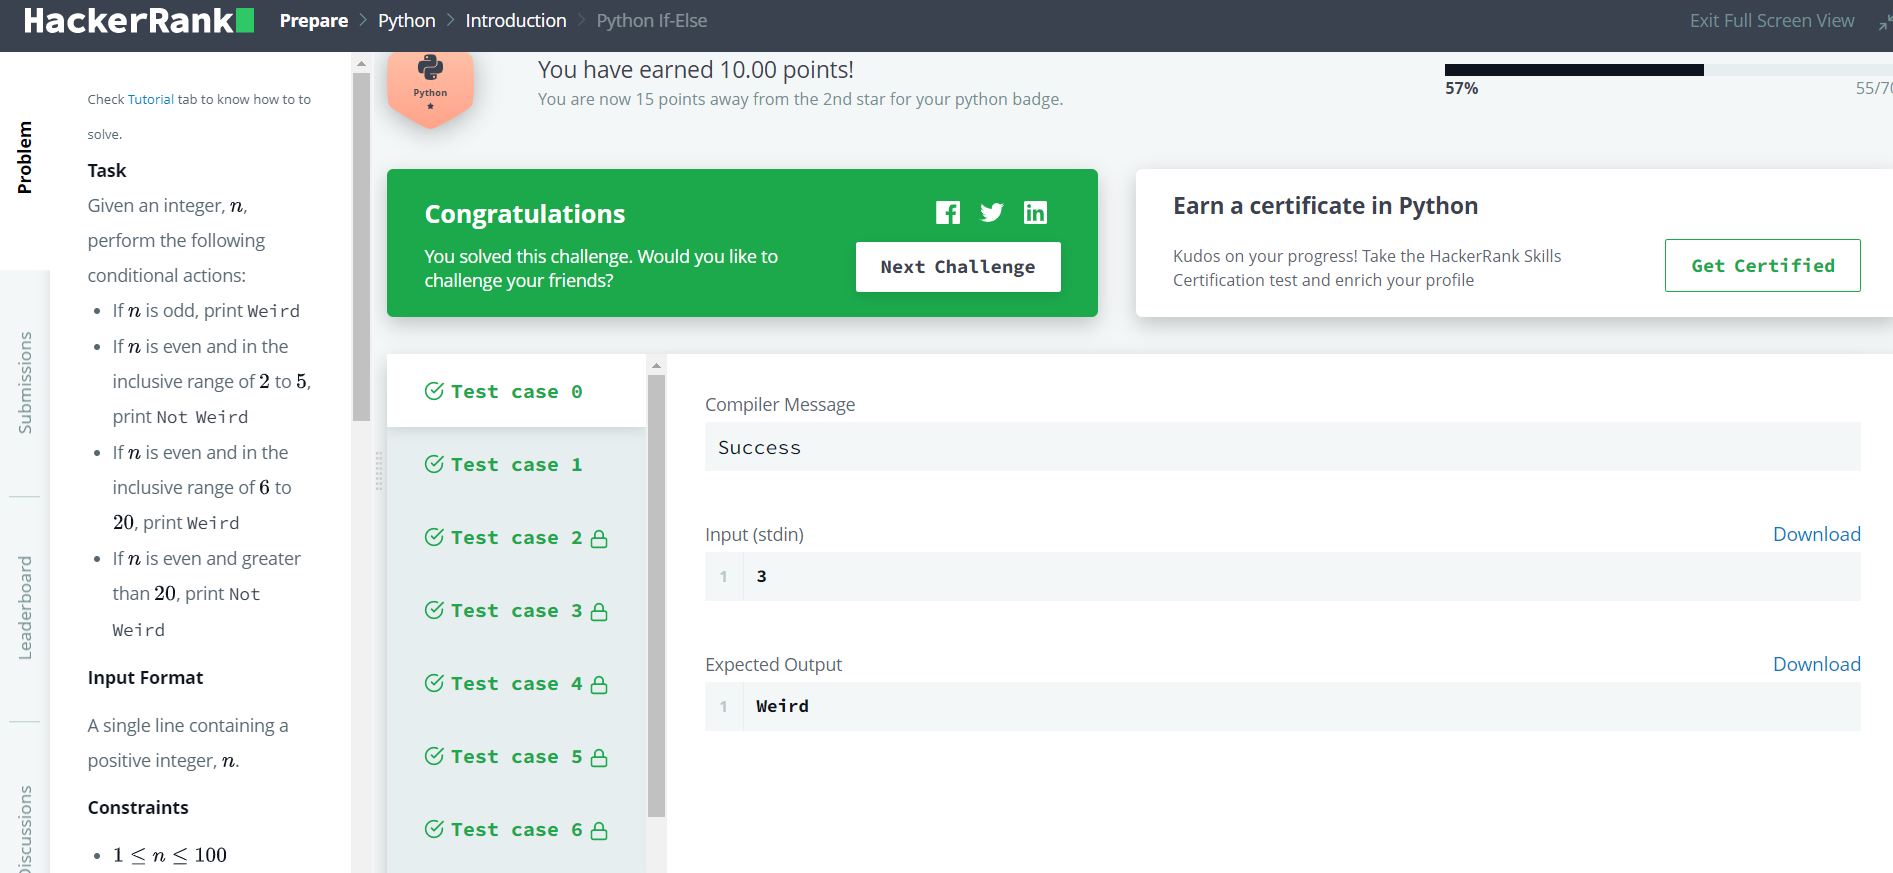 HackerRank Prepare > Python > Introduction > Python If-Else Exit Full Screen View
Problem
Submissions
Leaderboard
Check Tutorial tab to know how to to
solve.
Task
Given an integer, n,
perform the following
conditional actions:
• If n is odd, print Weird
• If n is even and in the
inclusive range of 2 to 5,
print Not Weird
• If n is even and in the
inclusive range of 6 to
20, print Weird
• If n is even and greater
than 20, print Not
Weird
Input Format
A single line containing a
positive integer, n.
Constraints
• 1 ≤ n ≤ 100
Python
You have earned 10.00 points!
You are now 15 points away from the 2nd star for your python badge.
57%
Congratulations
You solved this challenge. Would you like to
challenge your friends?
Next Challenge
Earn a certificate in Python
Kudos on your progress! Take the HackerRank Skills
Certification test and enrich your profile
Get Certified
Test case 0
Test case 1
Test case 2
Test case 3
Test case 4
Test case 5
Test case 6
Compiler Message
Success
Input (stdin) Download
1 3
Expected Output Download
1 Weird